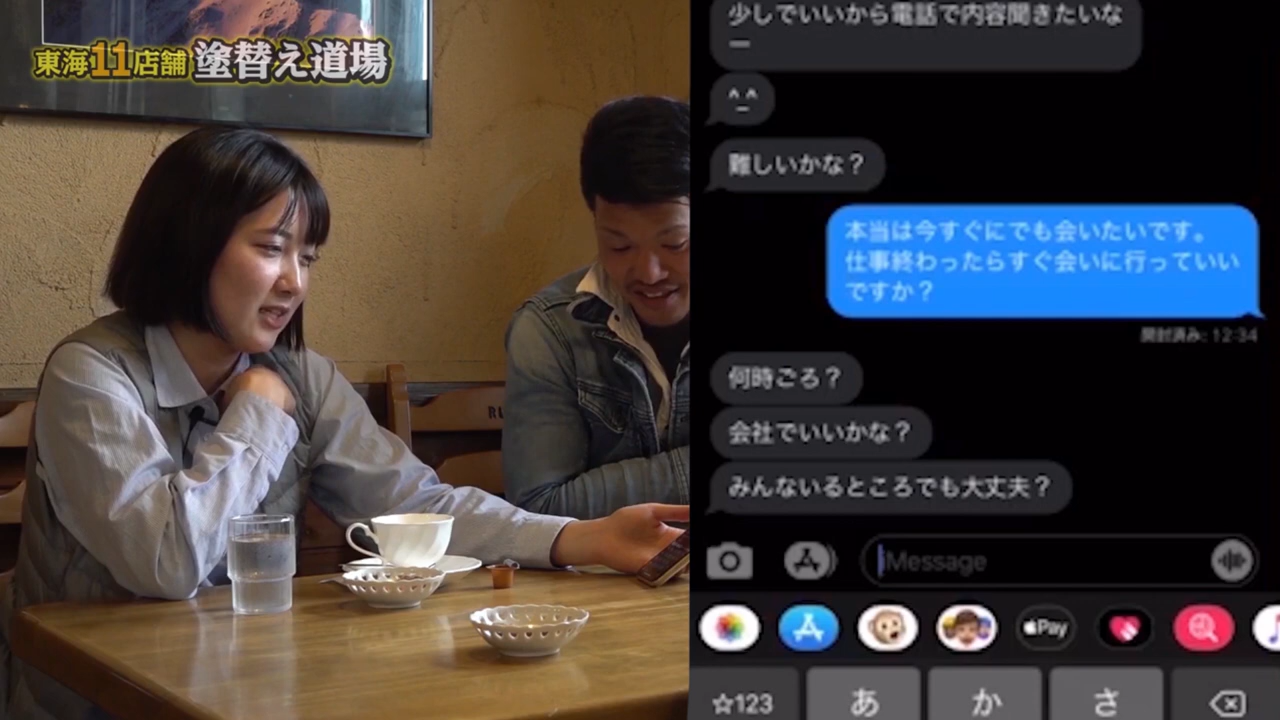 東海11店舗 塗替え道場
少しでいいから電話で内容聞きたいな
ー
^_^
難しいかな?
本当は今すぐにでも会いたいです。
仕事終わったらすぐ会いに行っていい
ですか?
開封済み: 12:34
何時ごろ?
会社でいいかな?
みんないるところでも大丈夫?
iMessage
Pay
☆123
あ
か
さ